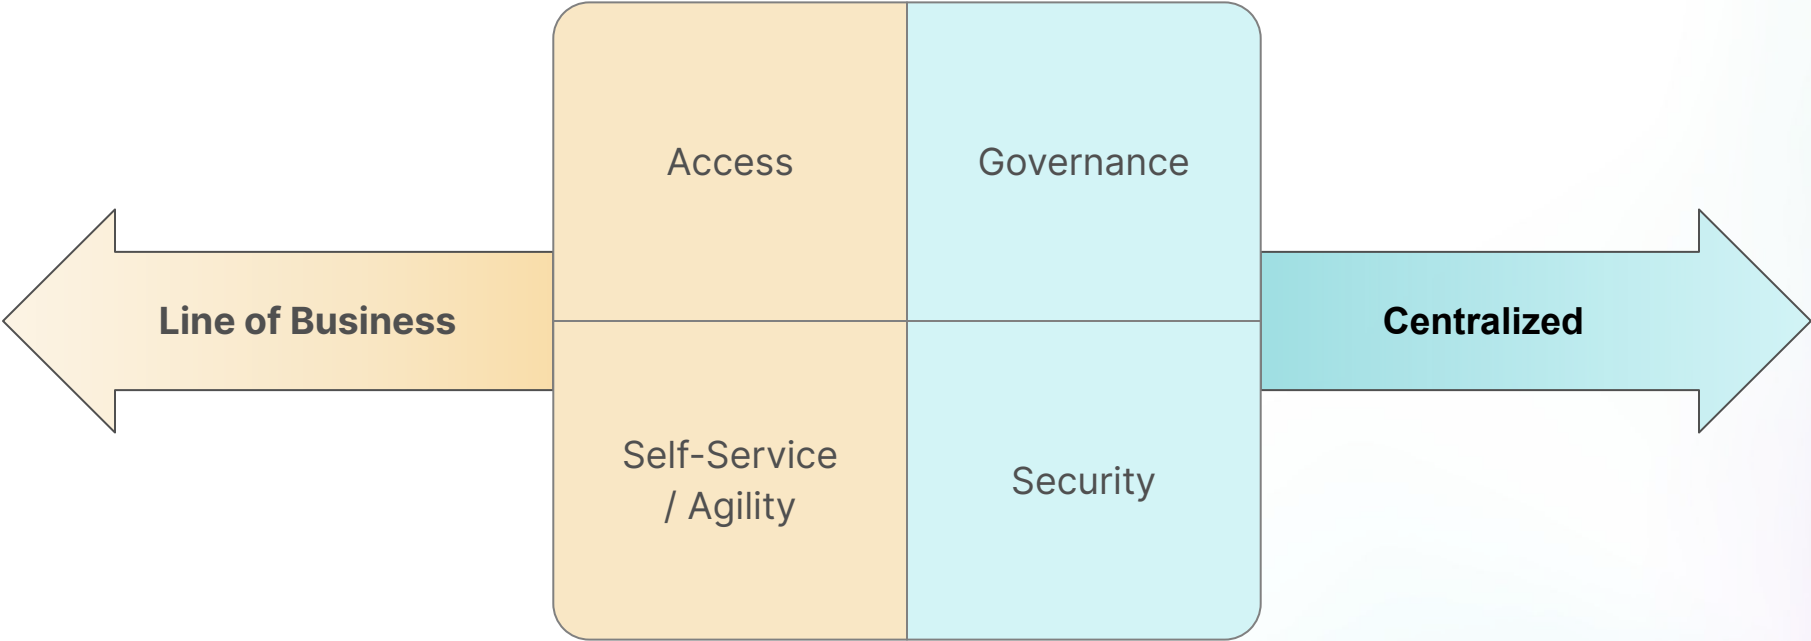 Access
Governance
Line of Business
Centralized
Self-Service
/ Agility
Security